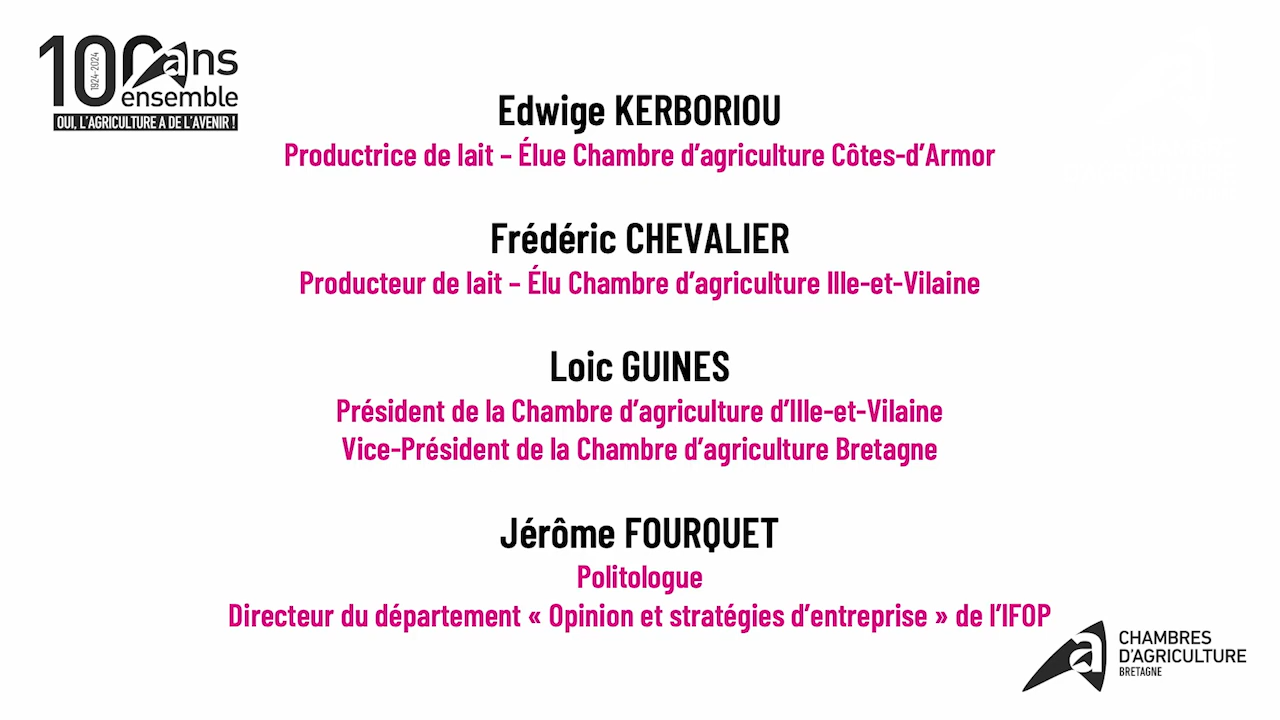 100ans
1924-2024
ensemble
OUI, L'AGRICULTURE A DE L'AVENIR !
Edwige KERBORIOU
Productrice de lait – Élue Chambre d’agriculture Côtes-d’Armor
Frédéric CHEVALIER
Producteur de lait – Élu Chambre d’agriculture Ille-et-Vilaine
Loic GUINES
Président de la Chambre d’agriculture d’Ille-et-Vilaine
Vice-Président de la Chambre d’agriculture Bretagne
Jérôme FOURQUET
Politologue
Directeur du département « Opinion et stratégies d’entreprise » de l’IFOP
a
CHAMBRES
D'AGRICULTURE
BRETAGNE